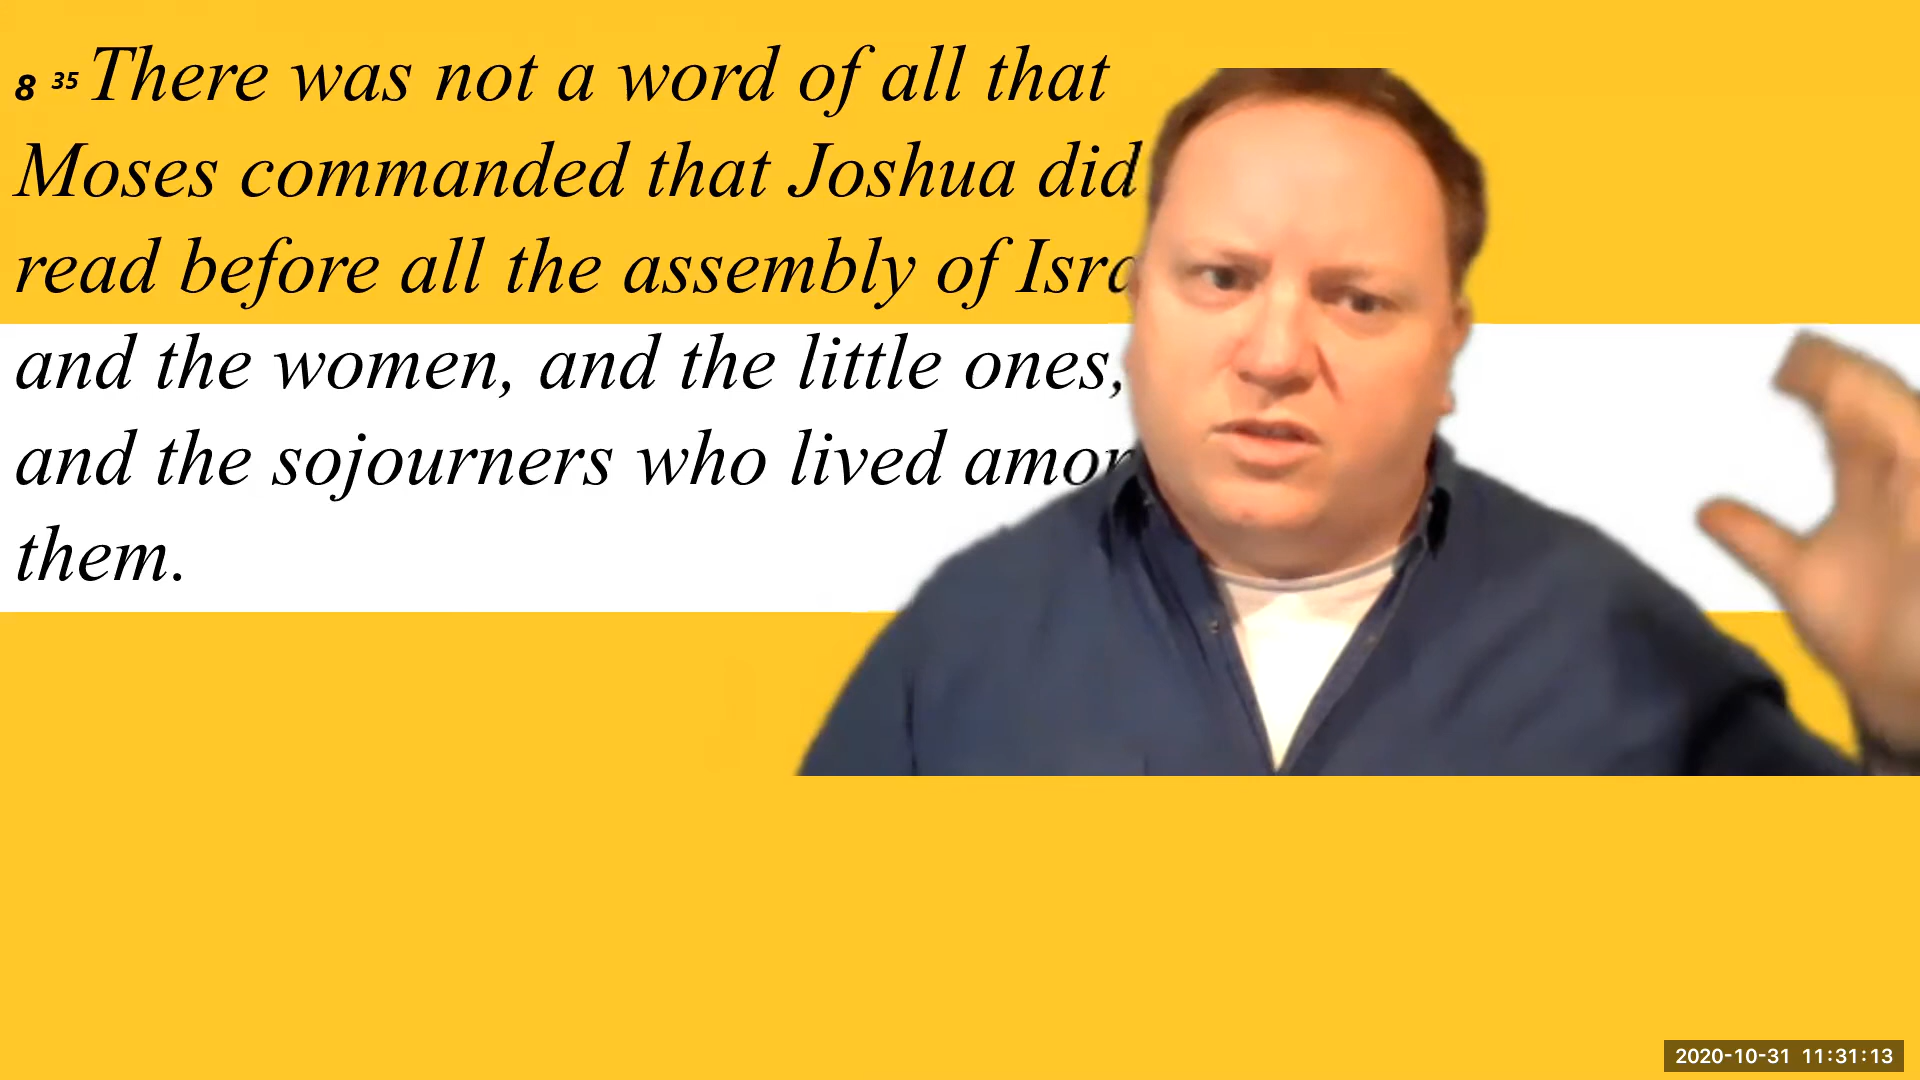 8 35 There was not a word of all that
Moses commanded that Joshua did
read before all the assembly of
and the women, and the little ones,
and the sojourners who lived
them.
2020-10-31 11:31:13